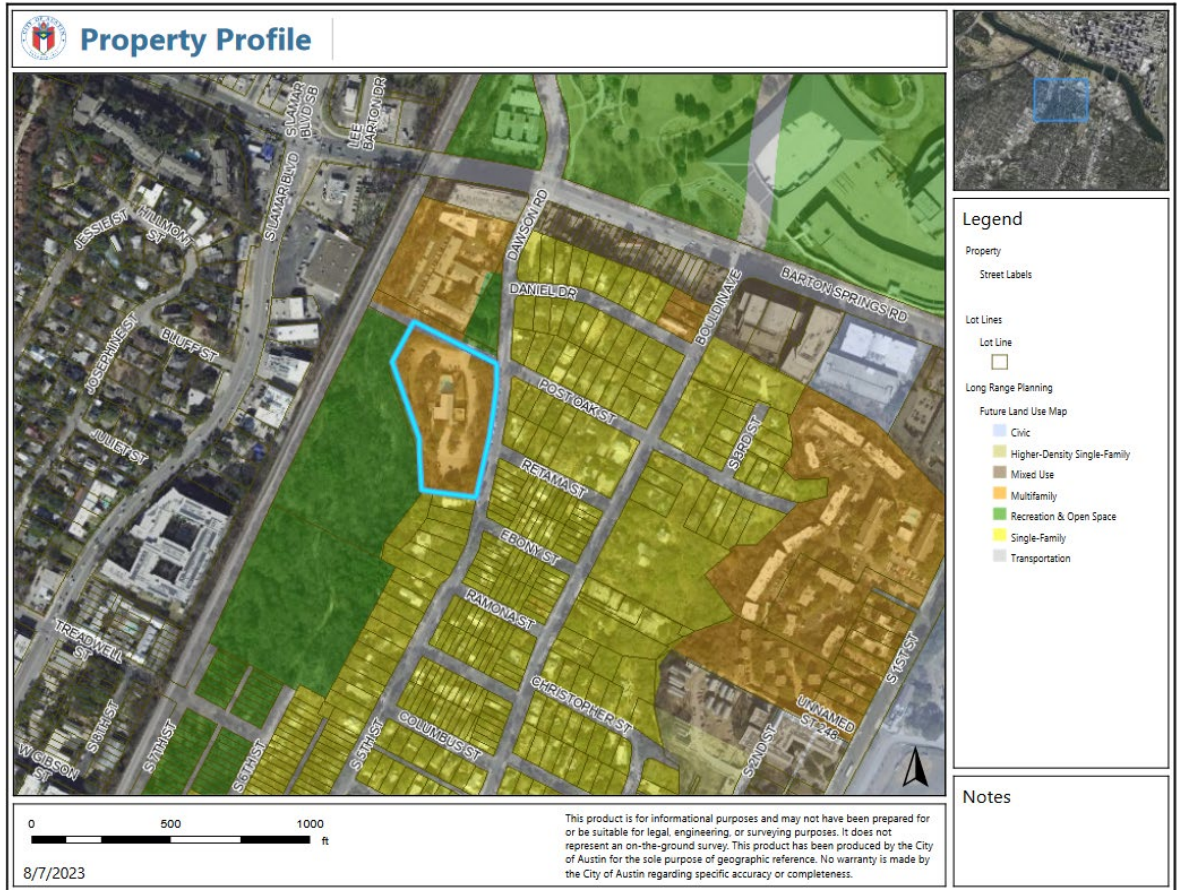 Property Profile
S LAMAR
BLVD SB
LEE
BARTON DR
S LAMAR BLVD
JESSIE ST
WILLMONT
ST
JOSEPHINE ST
BLUFF ST
JULIET ST
TREADWELL
ST
S 8TH ST
W GIBSON
ST
S 7TH ST
S 6TH ST
S 5TH ST
DAWSON RD
DANIEL DR
BOULDIN AVE
BARTON SPRINGS RD
POST OAK ST
S 3RD ST
RETAMA ST
EBONY ST
RAMONA ST
CHRISTOPHER ST
COLUMBUS ST
S 2ND ST
S 1ST ST
UNNAMED
ST-248
Legend
Property
Street Labels
Lot Lines
Lot Line
Long Range Planning
Future Land Use Map
Civic
Higher-Density Single-Family
Mixed Use
Multifamily
Recreation & Open Space
Single-Family
Transportation
Notes
0 500 1000
ft
8/7/2023
This product is for informational purposes and may not have been prepared for
or be suitable for legal, engineering, or surveying purposes. It does not
represent an on-the-ground survey. This product has been produced by the City
of Austin for the sole purpose of geographic reference. No warranty is made by
the City of Austin regarding specific accuracy or completeness.